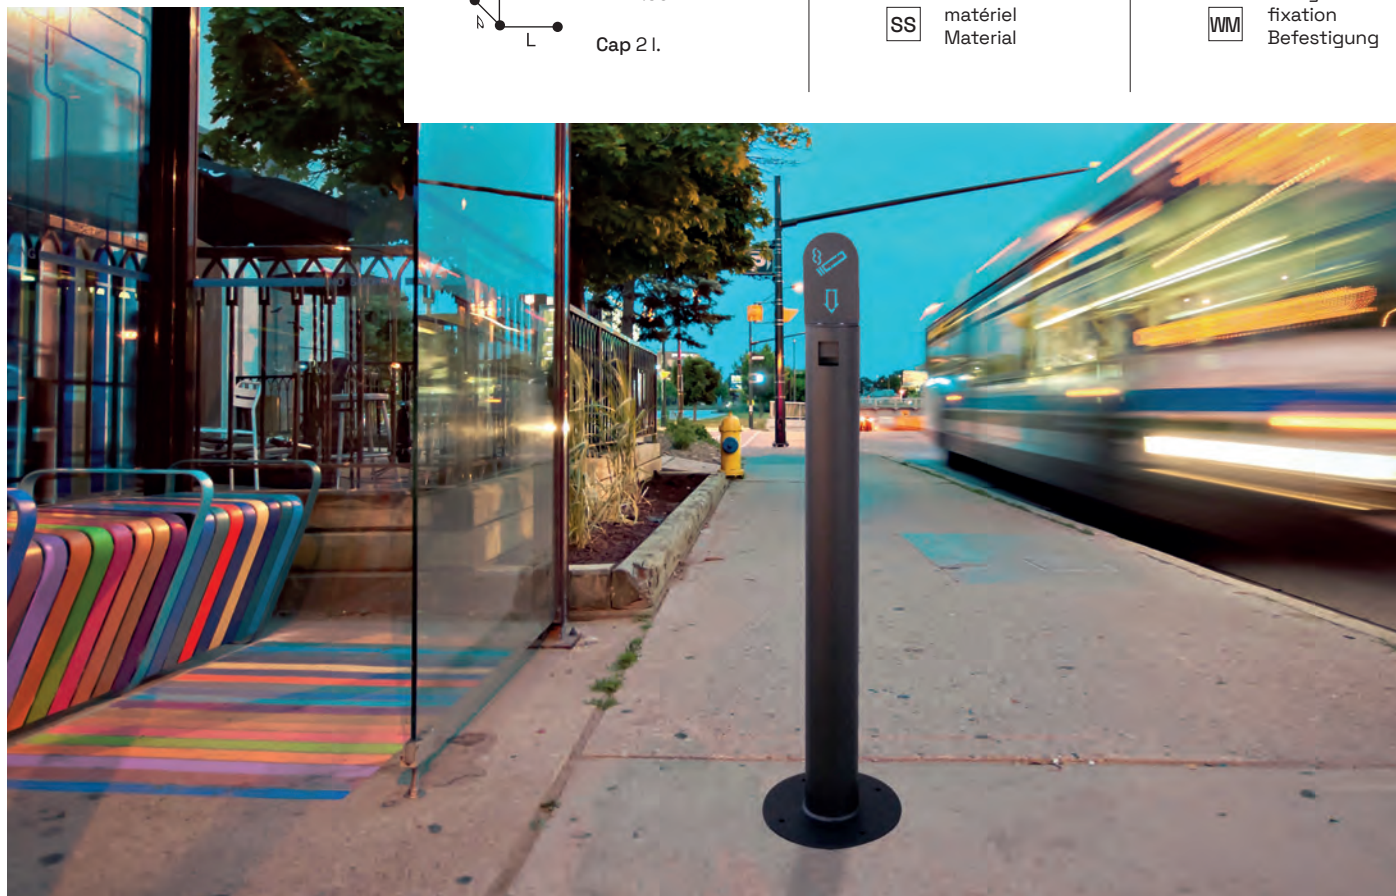 L
Cap 2 l.
SS
matériel
Material
WM
fixation
Befestigung